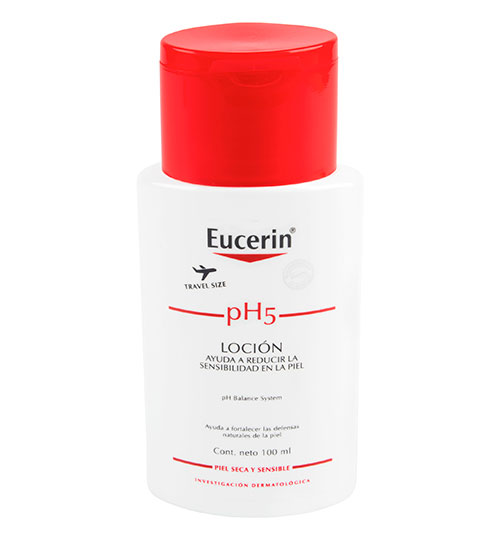 Eucerin®
TRAVEL SIZE
pH5
LOCIÓN
AYUDA A REDUCIR LA
SENSIBILIDAD EN LA PIEL
pH Balance System
Ayuda a fortalecer las defensas
naturales de la piel
Cont. neto 100 ml
PIEL SECA Y SENSIBLE
INVESTIGACIÓN DERMATOLÓGICA